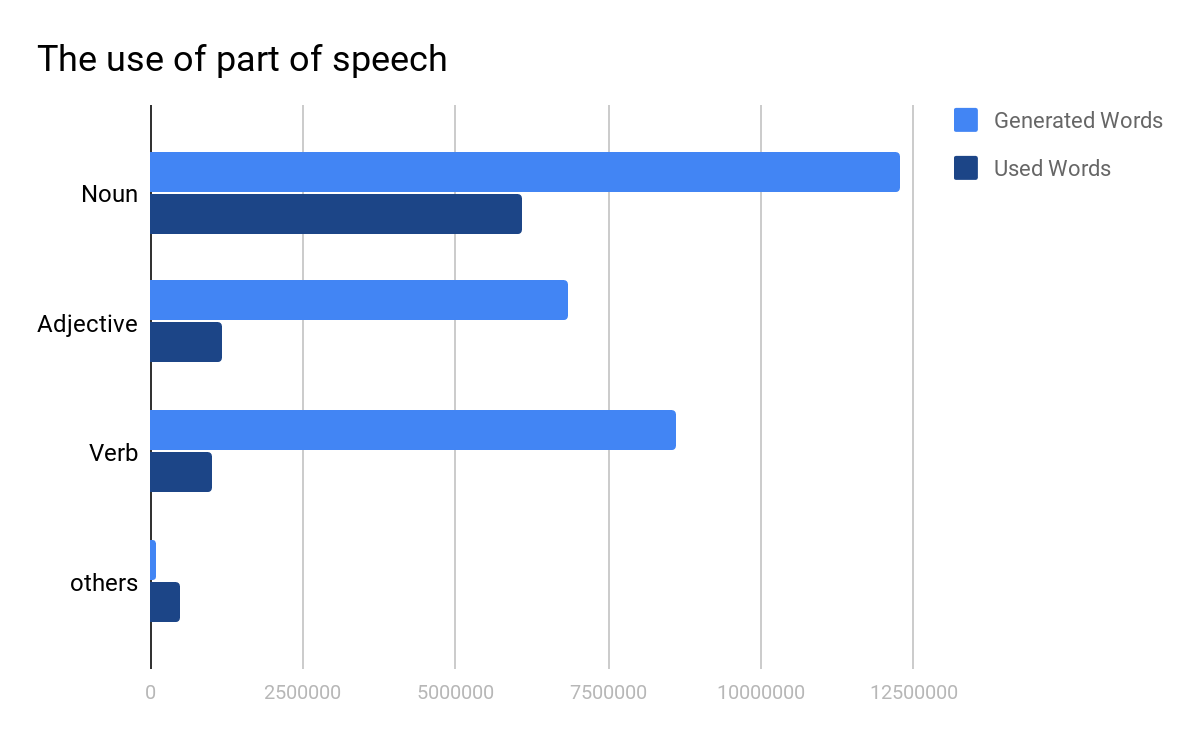 The use of part of speech
Generated Words
Used Words
Noun
Adjective
Verb
others
0 2500000 5000000 7500000 10000000 12500000